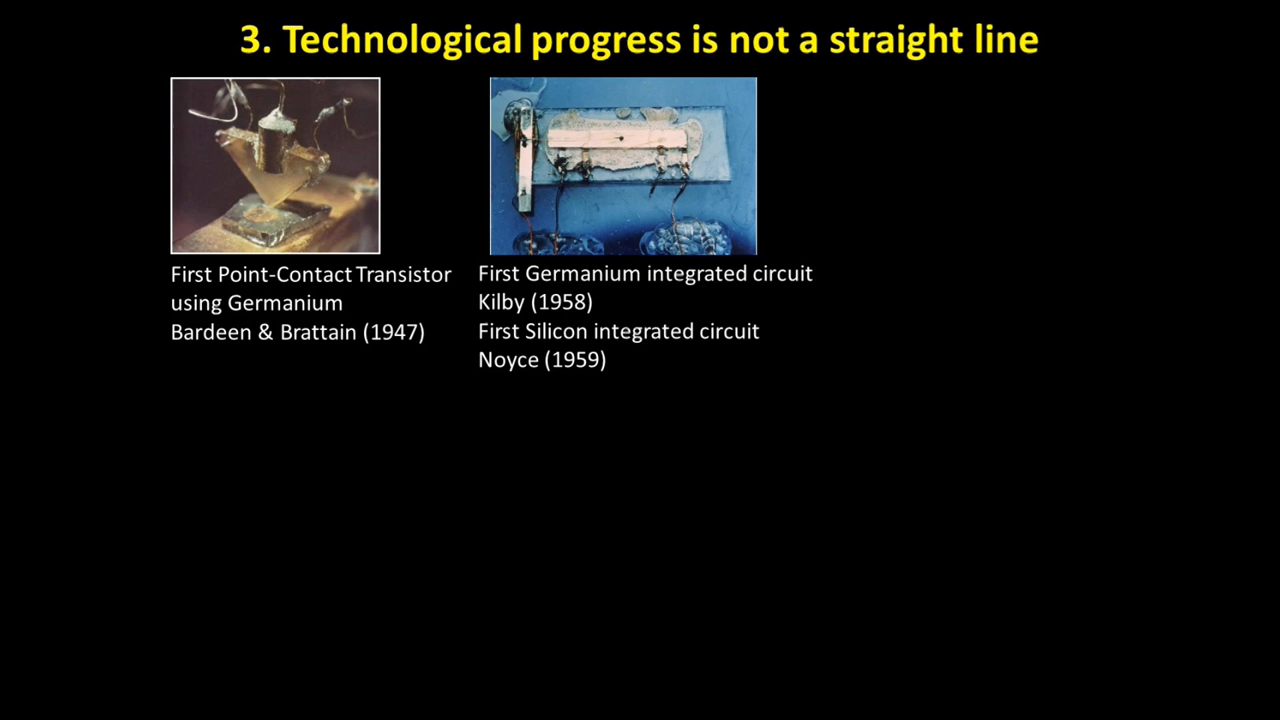 3. Technological progress is not a straight line
First Point-Contact Transistor
using Germanium
Bardeen & Brattain (1947)
First Germanium integrated circuit
Kilby (1958)
First Silicon integrated circuit
Noyce (1959)